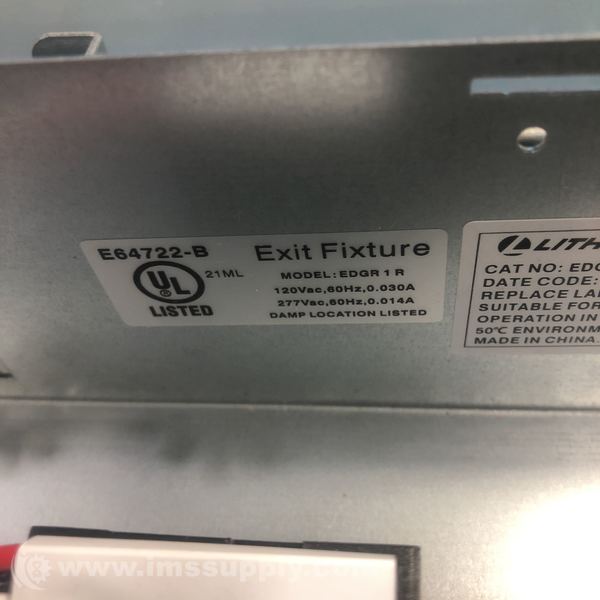 E64722-B
Exit Fixture
UL
LISTED
21ML
MODEL:EDGR 1 R
120Vac,60Hz,0.030A
277Vac,60Hz,0.014A
DAMP LOCATION LISTED
LITH
CAT NO: EDG
DATE CODE:
REPLACE LA
SUITABLE FOR
OPERATION IN
50°C ENVIRONM
MADE IN CHINA.
© www.imssupply.com